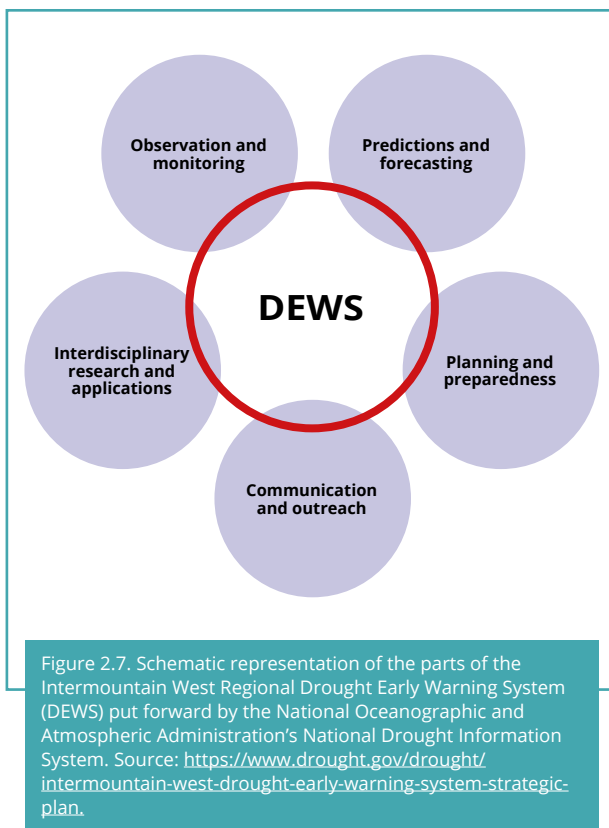 Observation and
monitoring
Predictions and
forecasting
DEWS
Interdisciplinary
research and
applications
Planning and
preparedness
Communication
and outreach
Figure 2.7. Schematic representation of the parts of the
Intermountain West Regional Drought Early Warning System
(DEWS) put forward by the National Oceanographic and
Atmospheric Administration’s National Drought Information
System. Source: https://www.drought.gov/drought/
intermountain-west-drought-early-warning-system-strategic-
plan.